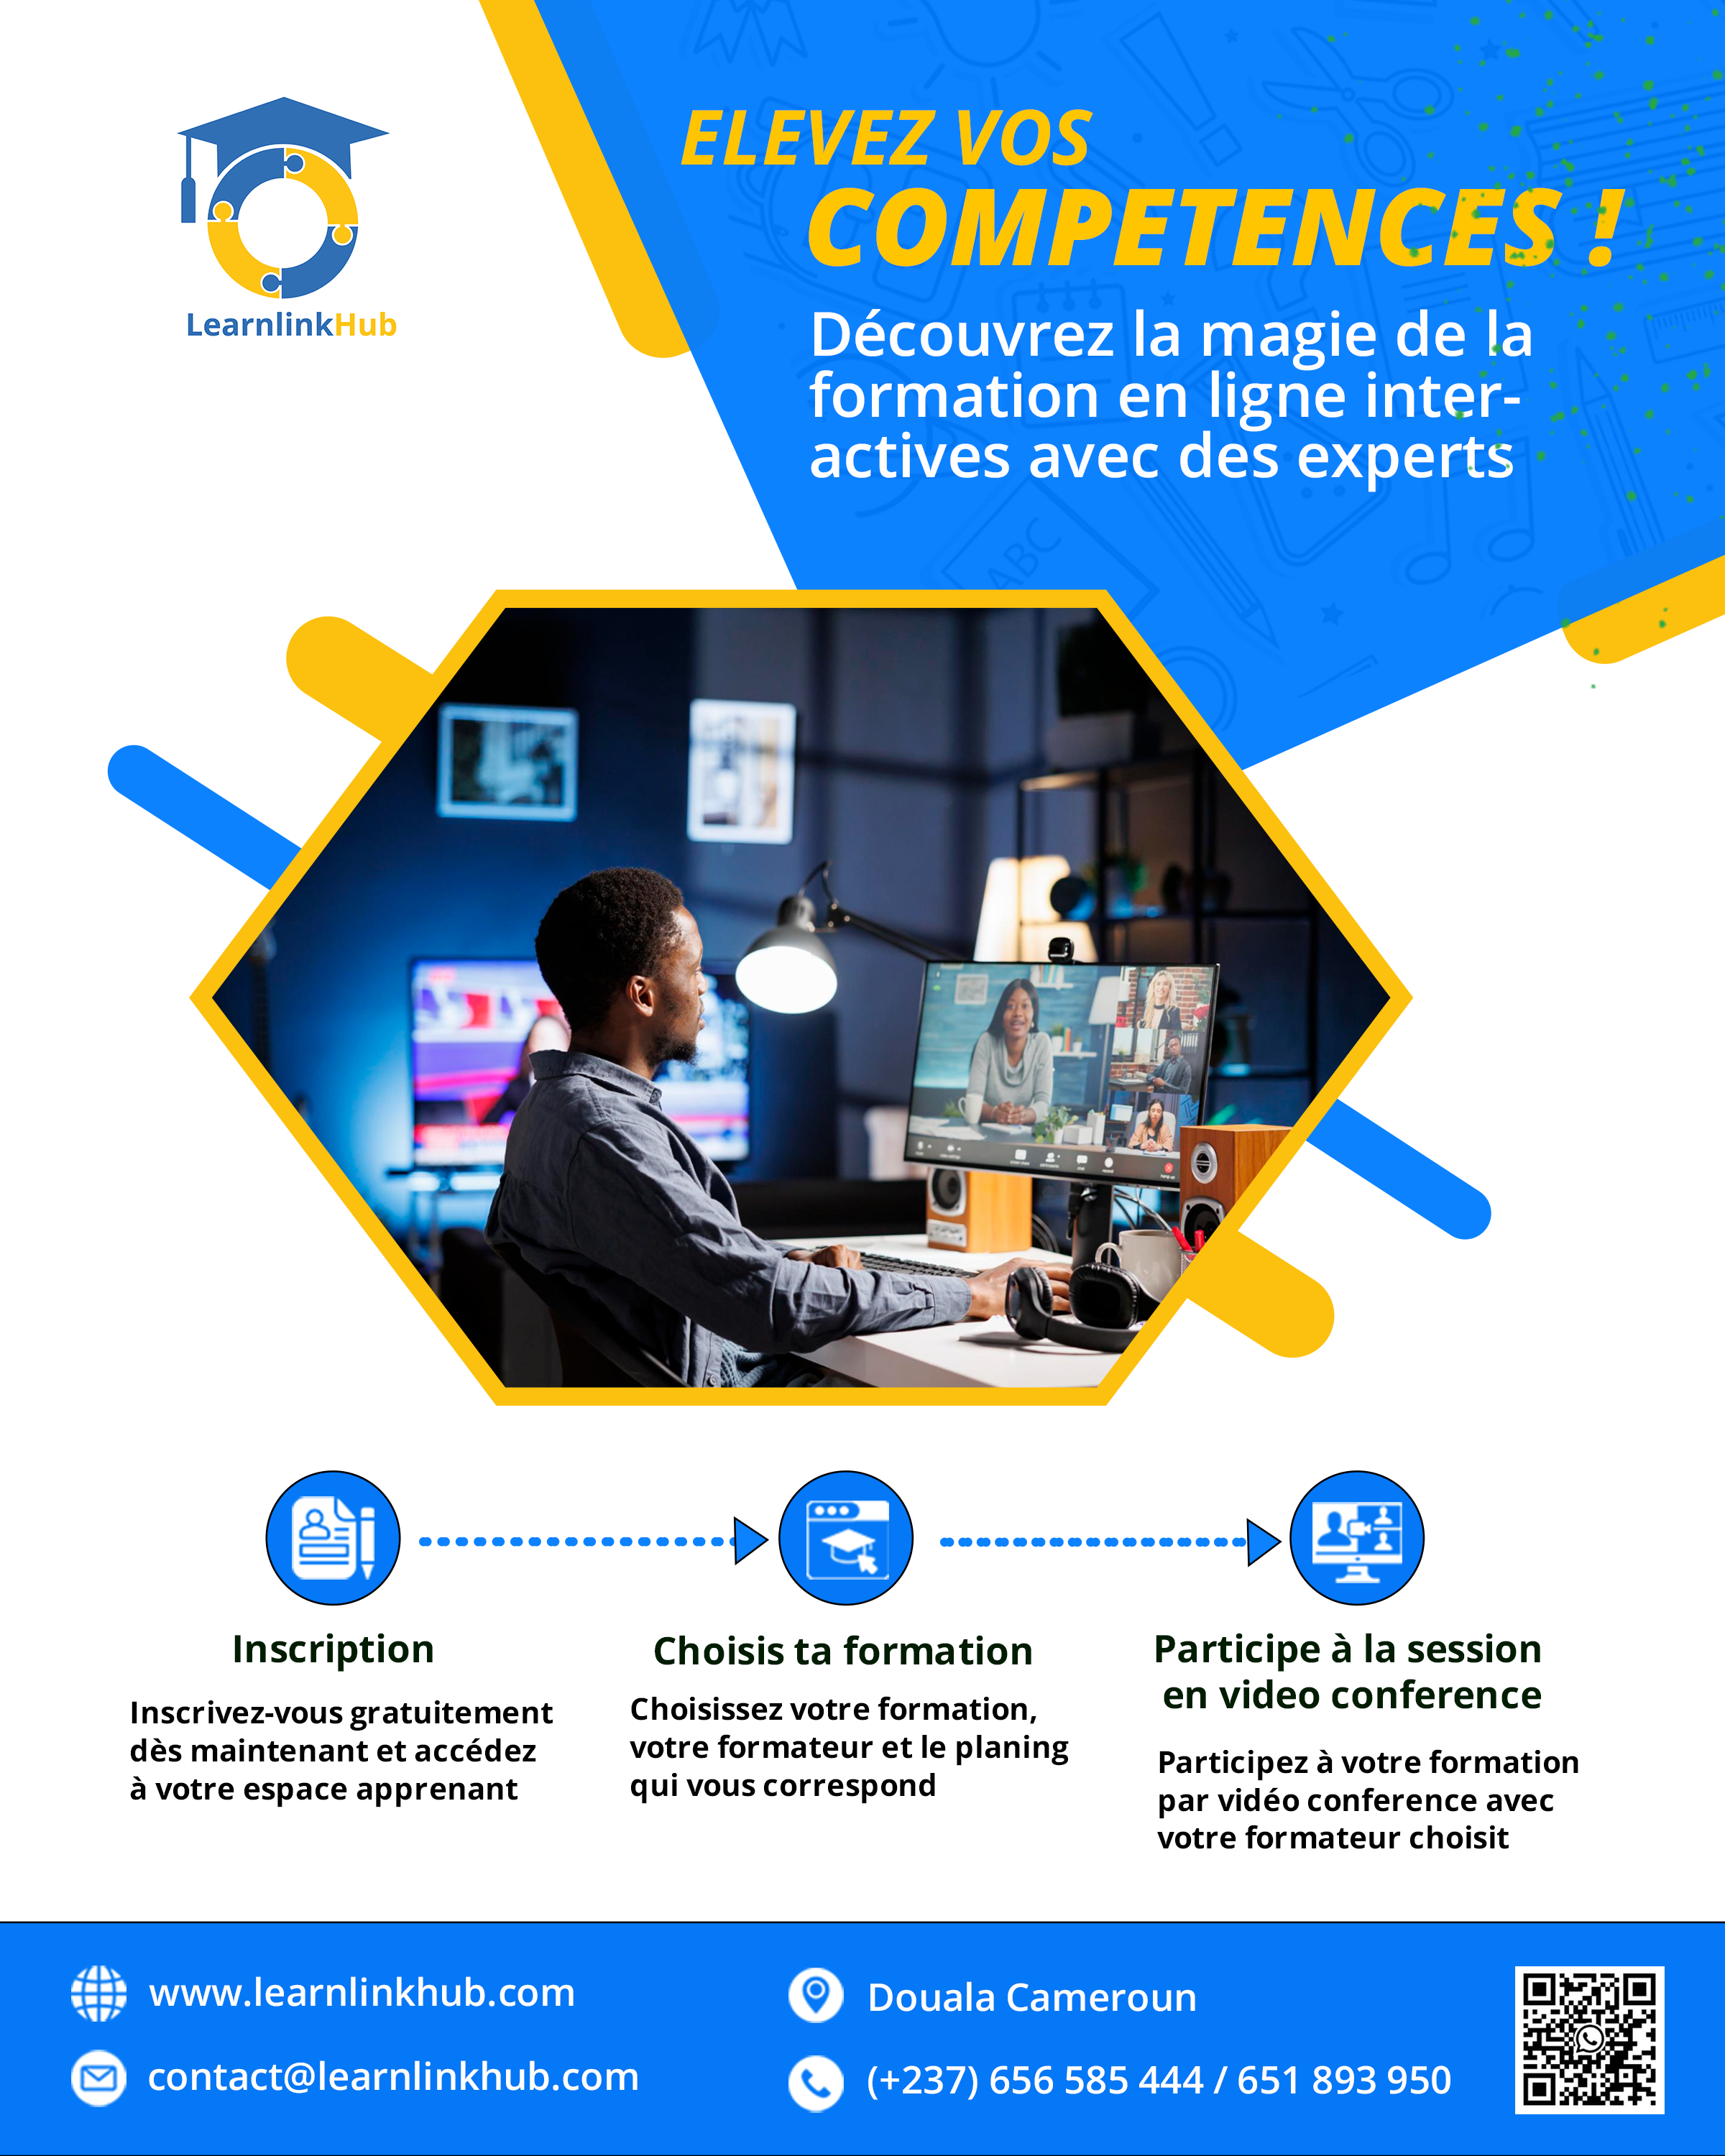 LearnlinkHub
ELEVEZ VOS
COMPETENCES !
Découvrez la magie de la
formation en ligne inter-
actives avec des experts
ABC
Inscription
Inscrivez-vous gratuitement
dès maintenant et accédez
à votre espace apprenant
Choisis ta formation
Choisissez votre formation,
votre formateur et le planing
qui vous correspond
Participe à la session
en video conference
Participez à votre formation
par vidéo conference avec
votre formateur choisit
www.learnlinkhub.com
contact@learnlinkhub.com
Douala Cameroun
(+237) 656 585 444 / 651 893 950